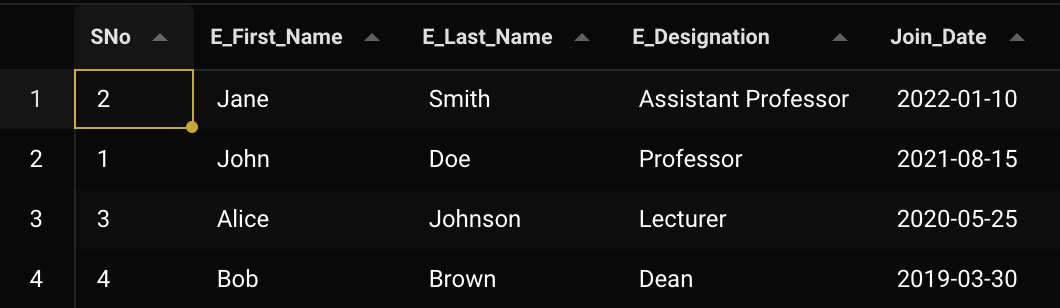 SNo E_First_Name E_Last_Name E_Designation Join_Date
1 2 Jane Smith Assistant Professor 2022-01-10
2 1 John Doe Professor 2021-08-15
3 3 Alice Johnson Lecturer 2020-05-25
4 4 Bob Brown Dean 2019-03-30